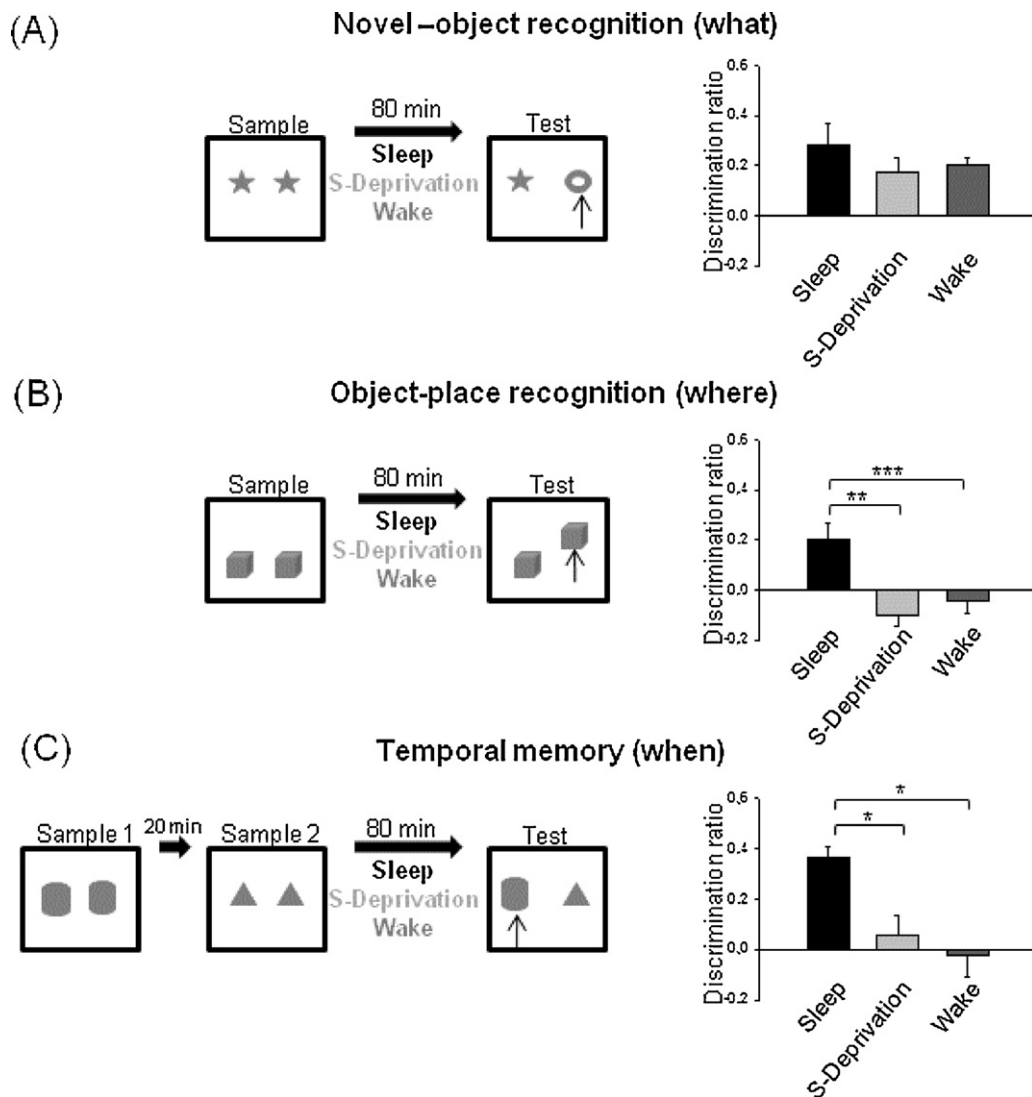 (A)
Novel–object recognition (what)
Sample
80 min
Sleep
S-Deprivation
Wake
Test
Discrimination ratio
0.6
0.4
0.2
0.0
-0.2
Sleep
S-Deprivation
Wake
(B)
Object-place recognition (where)
Sample
80 min
Sleep
S-Deprivation
Wake
Test
Discrimination ratio
0.6
0.4
0.2
0.0
-0.2
***
**
Sleep
S-Deprivation
Wake
(C)
Temporal memory (when)
Sample 1
20 min
Sample 2
80 min
Sleep
S-Deprivation
Wake
Test
Discrimination ratio
0.6
0.4
0.2
0.0
-0.2
*
*
Sleep
S-Deprivation
Wake